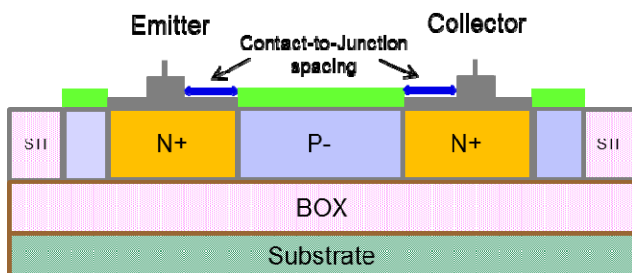 Emitter
Collector
Contact-to-Junction
spacing
STI
N+
P-
N+
STI
BOX
Substrate